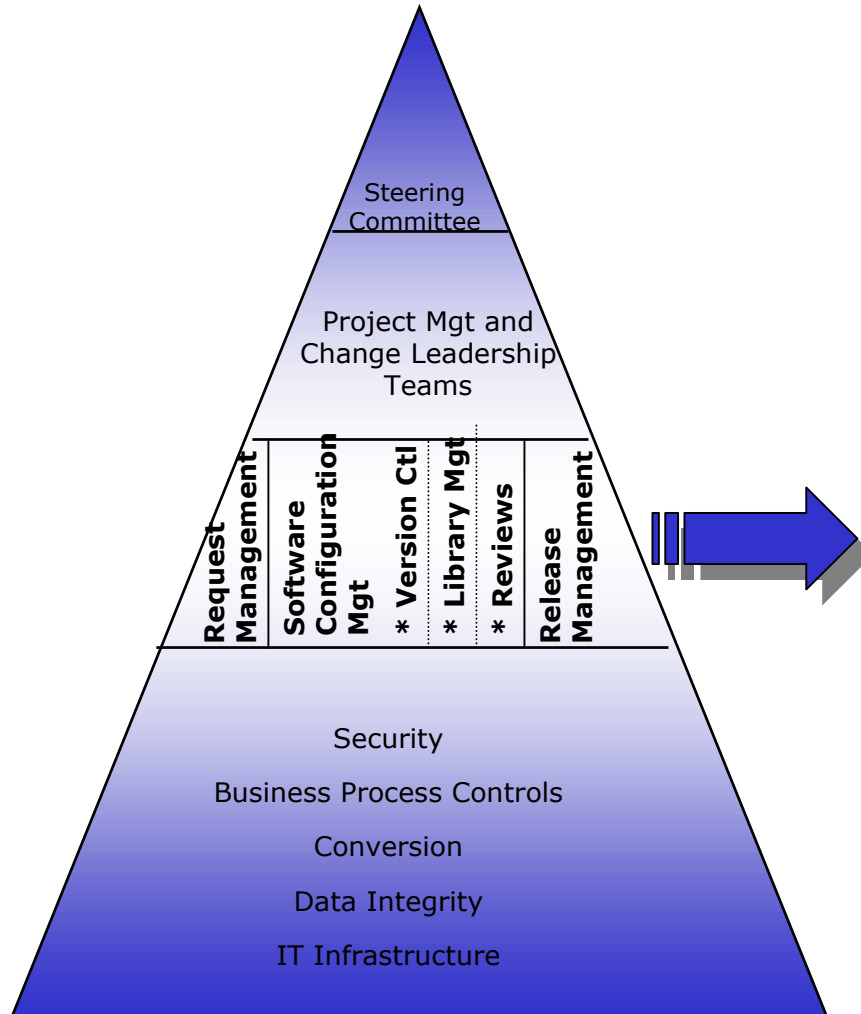 Steering
Committee
Project Mgt and
Change Leadership
Teams
Request
Management
Software
Configuration
Mgt
* Version Ctl
* Library Mgt
* Reviews
Release
Management
Security
Business Process Controls
Conversion
Data Integrity
IT Infrastructure